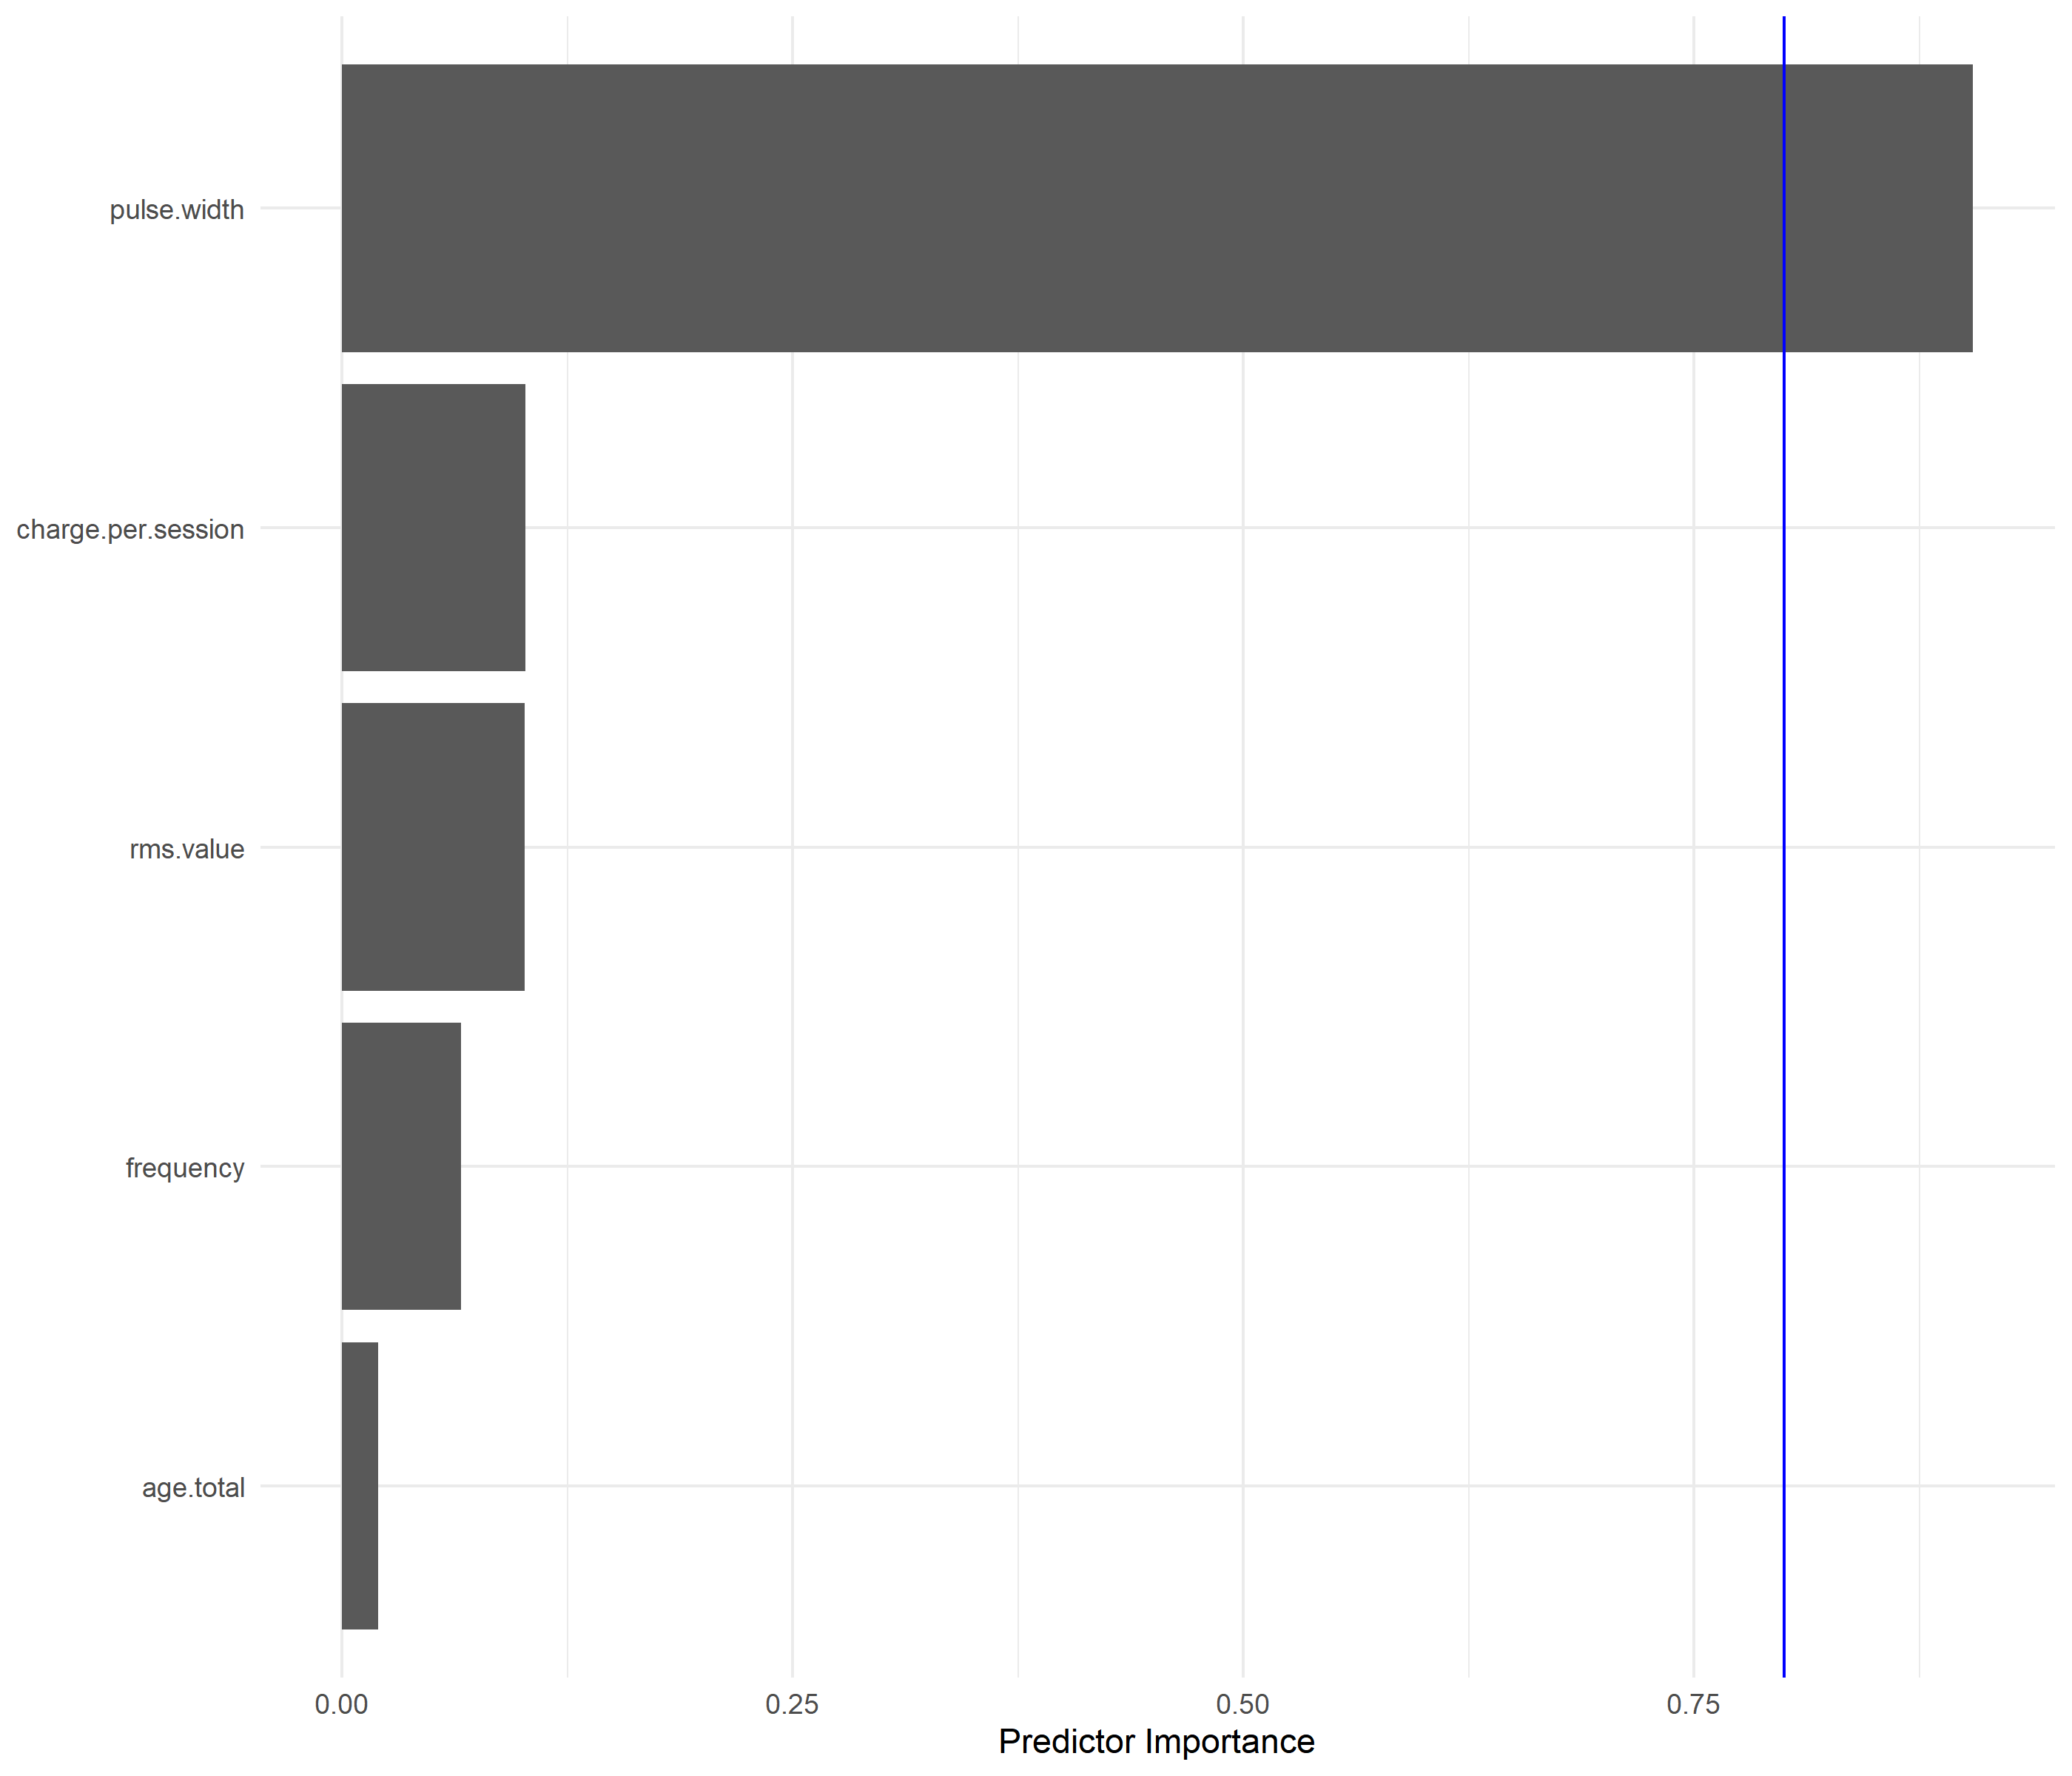 pulse.width
charge.per.session
rms.value
frequency
age.total
0.00 0.25 0.50 0.75
Predictor Importance